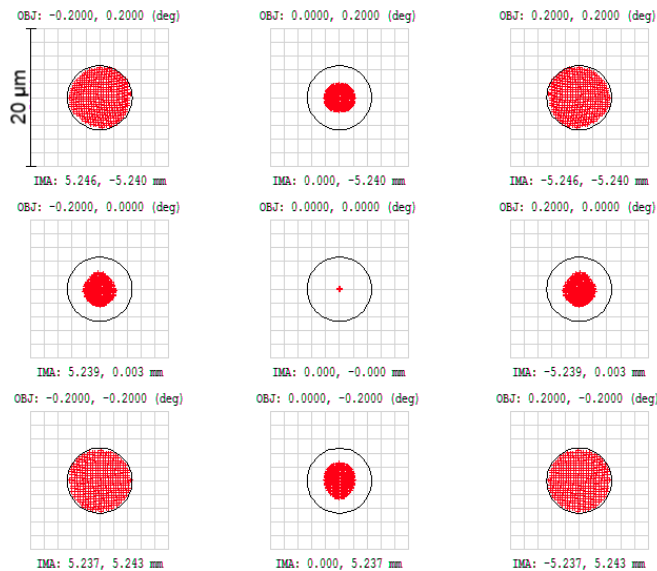 OBJ: -0.2000, 0.2000 (deg)
OBJ: 0.0000, 0.2000 (deg)
OBJ: 0.2000, 0.2000 (deg)
20 µm
IMA: 5.246, -5.240 mm
IMA: 0.000, -5.240 mm
IMA: -5.246, -5.240 mm
OBJ: -0.2000, 0.0000 (deg)
OBJ: 0.0000, 0.0000 (deg)
OBJ: 0.2000, 0.0000 (deg)
IMA: 5.239, 0.003 mm
IMA: 0.000, -0.000 mm
IMA: -5.239, 0.003 mm
OBJ: -0.2000, -0.2000 (deg)
OBJ: 0.0000, -0.2000 (deg)
OBJ: 0.2000, -0.2000 (deg)
IMA: 5.237, 5.243 mm
IMA: 0.000, 5.237 mm
IMA: -5.237, 5.243 mm